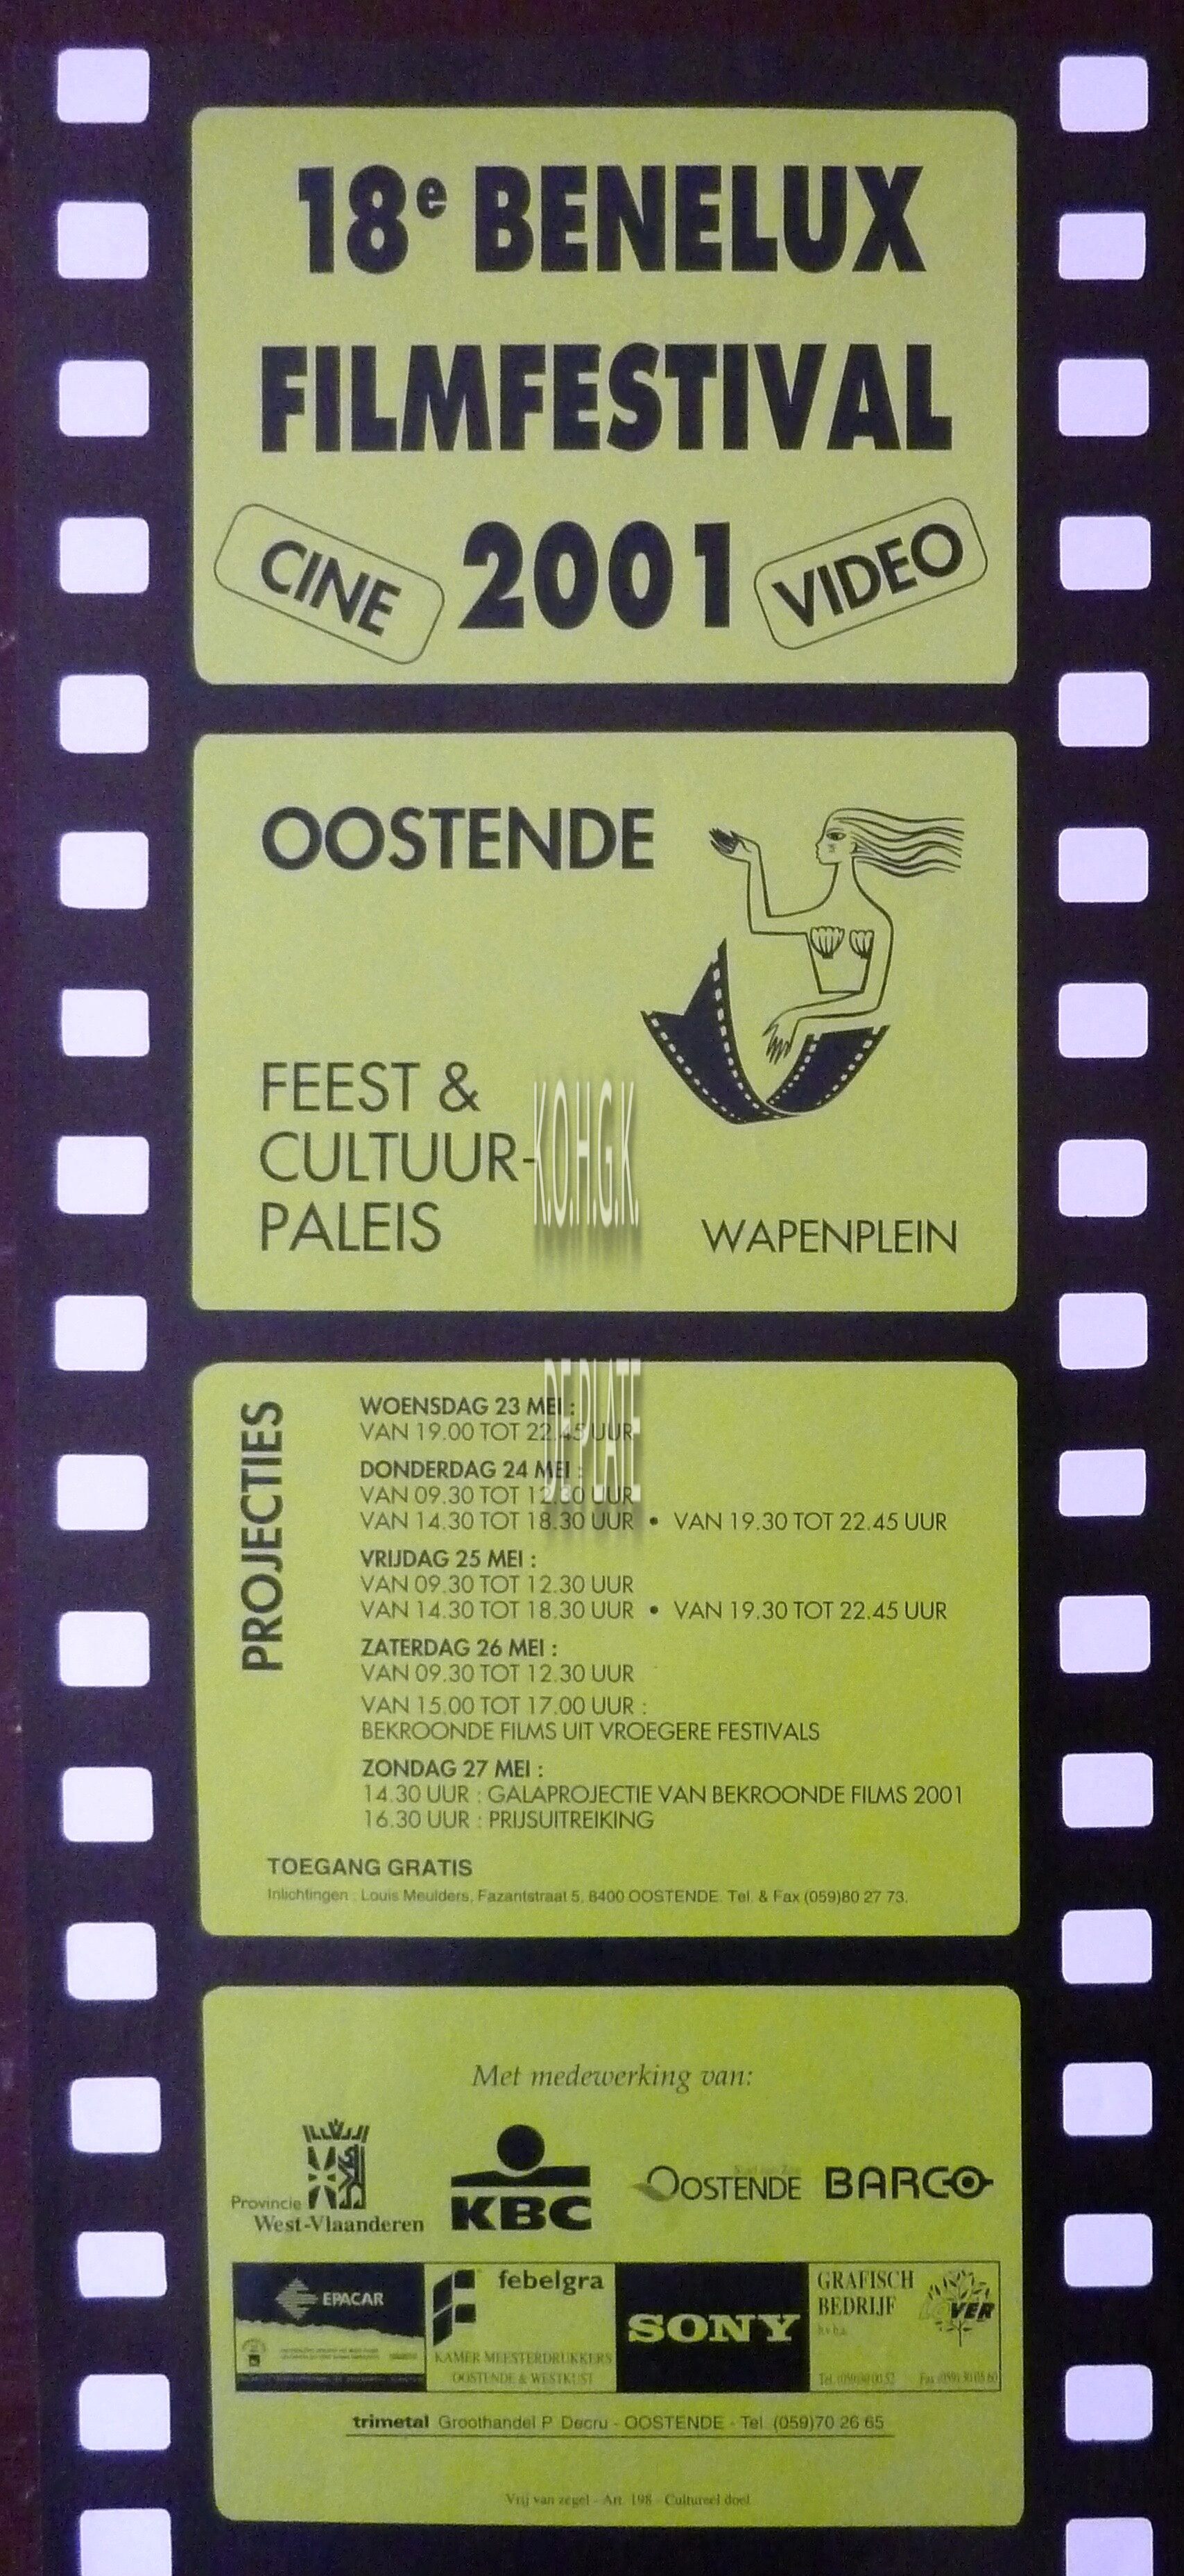 18e BENELUX
FILMFESTIVAL
CINE 2001 VIDEO
OOSTENDE
FEEST &
CULTUUR-
PALEIS
WAPENPLEIN
K.O.H.G.K.
DE PLATE
PROJECTIES
WOENSDAG 23 MEI :
VAN 19.00 TOT 22.45 UUR
DONDERDAG 24 MEI :
VAN 09.30 TOT 12.30 UUR
VAN 14.30 TOT 18.30 UUR • VAN 19.30 TOT 22.45 UUR
VRIJDAG 25 MEI :
VAN 09.30 TOT 12.30 UUR
VAN 14.30 TOT 18.30 UUR • VAN 19.30 TOT 22.45 UUR
ZATERDAG 26 MEI :
VAN 09.30 TOT 12.30 UUR
VAN 15.00 TOT 17.00 UUR :
BEKROONDE FILMS UIT VROEGERE FESTIVALS
ZONDAG 27 MEI :
14.30 UUR : GALAPROJECTIE VAN BEKROONDE FILMS 2001
16.30 UUR : PRIJSUITREIKING
TOEGANG GRATIS
Inlichtingen : Louis Meulders, Fazantstraat 5, 8400 OOSTENDE. Tel. & Fax (059)80 27 73.
Met medewerking van:
Provincie
West-Vlaanderen
KBC
OOSTENDE
BARCO
EPACAR
febelgra
KAMER MEESTERDRUKKERS
OOSTENDE & WESTKUST
SONY
GRAFISCH
BEDRIJF
trimetal Groothandel P. Decru - OOSTENDE - Tel. (059)70 26 65
Vrij van zegel - Art. 198 - Cultureel doel